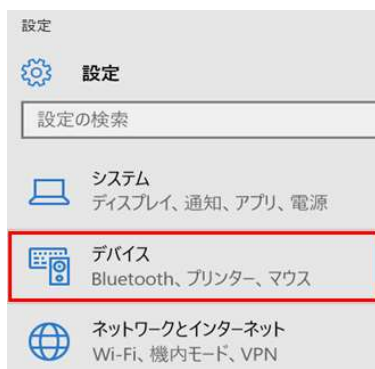 設定
設定
設定の検索
システム
ディスプレイ、通知、アプリ、電源
デバイス
Bluetooth、プリンター、マウス
ネットワークとインターネット
Wi-Fi、機内モード、VPN